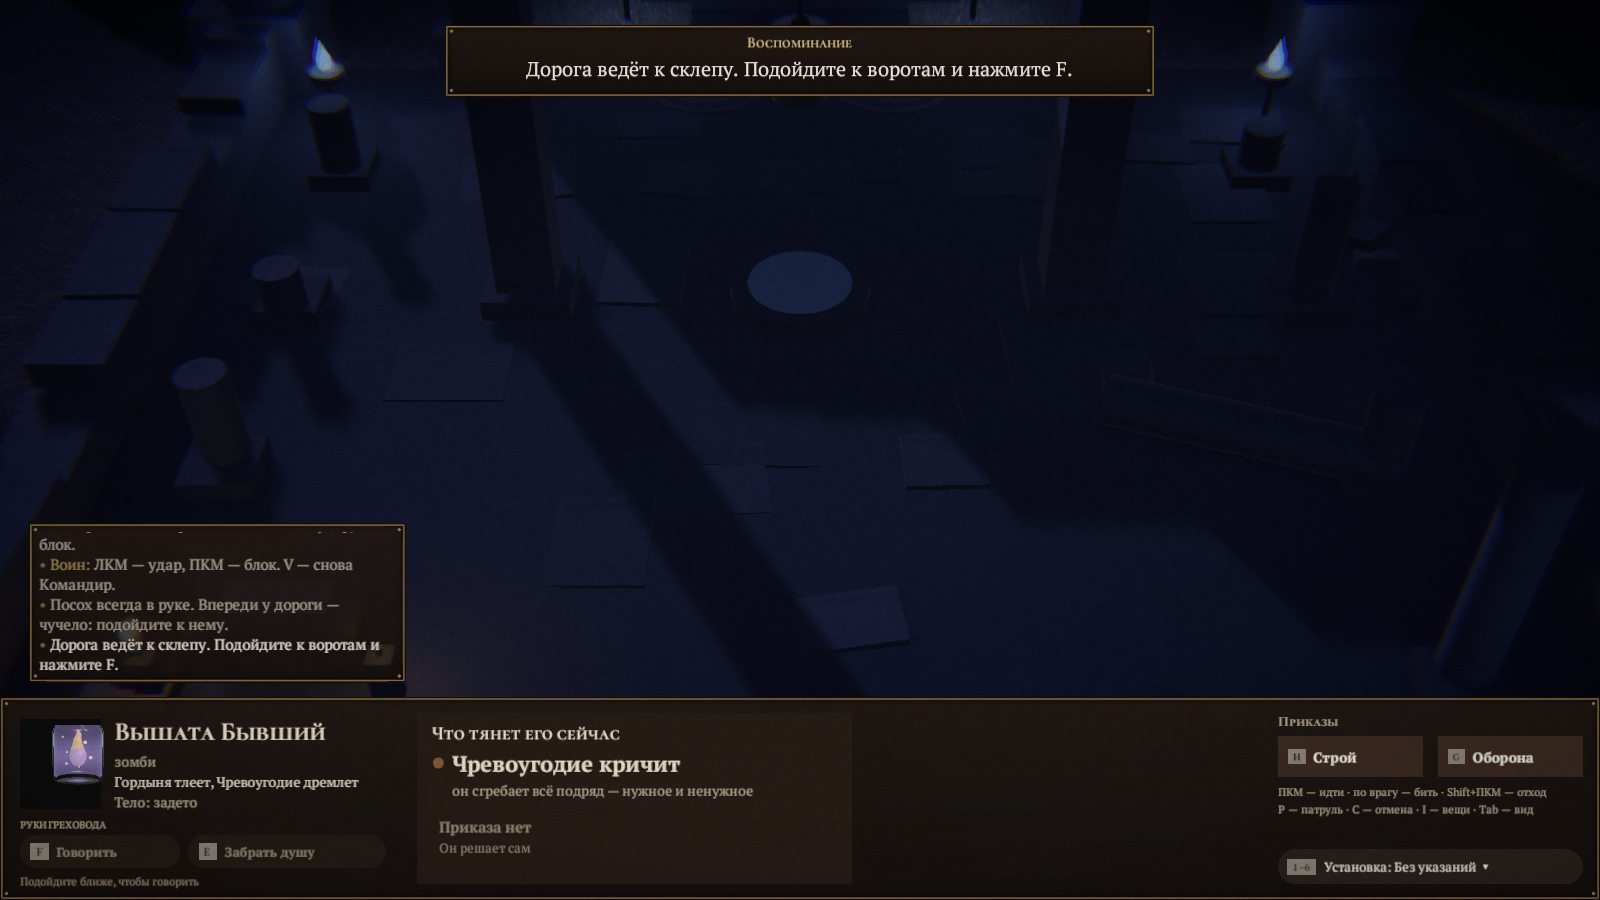 Воспоминание
Дорога ведёт к склепу. Подойдите к воротам и нажмите F.
блок.
• Воин: ЛКМ — удар, ПКМ — блок. V — снова
Командир.
• Посох всегда в руке. Впереди у дороги —
чучело: подойдите к нему.
• Дорога ведёт к склепу. Подойдите к воротам и
нажмите F.
Вышата Бывший
зомби
Гордыня тлеет, Чревоугодие дремлет
Тело: задето
РУКИ ГРЕХОВОДА
F Говорить
E Забрать душу
Подойдите ближе, чтобы говорить
Что тянет его сейчас
Чревоугодие кричит
он сгребает всё подряд — нужное и ненужное
Приказа нет
Он решает сам
Приказы
H Строй
G Оборона
ПКМ — идти · по врагу — бить · Shift+ПКМ — отход
P — патруль · C — отмена · I — вещи · Tab — вид
1–6 Установка: Без указаний ▾